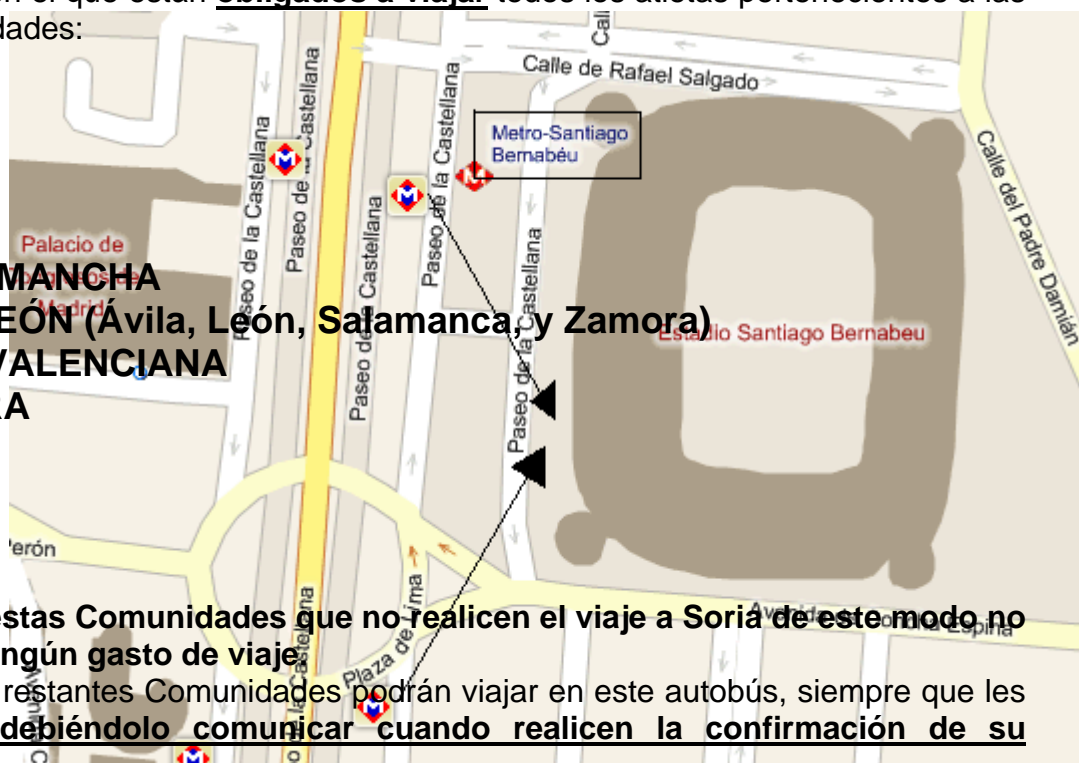 obligados a viajar todos los atletas pertenecientes a las
dades:
Calle de Rafael Salgado
Paseo de la Castellana
Paseo de la Castellana
Paseo de la Castellana
Metro-Santiago
Bernabéu
Calle del Padre Damián
Palacio de
Madrid
Paseo de la Castellana
Paseo de la Castellana
MANCHA
EÓN (Ávila, León, Salamanca, y Zamora)
Estadio Santiago Bernabeu
VALENCIANA
RA
Perón
Plaza de Lima
estas Comunidades que no realicen el viaje a Soria de este modo no
ngún gasto de viaje.
restantes Comunidades podrán viajar en este autobús, siempre que les
debiéndolo comunicar cuando realicen la confirmación de su